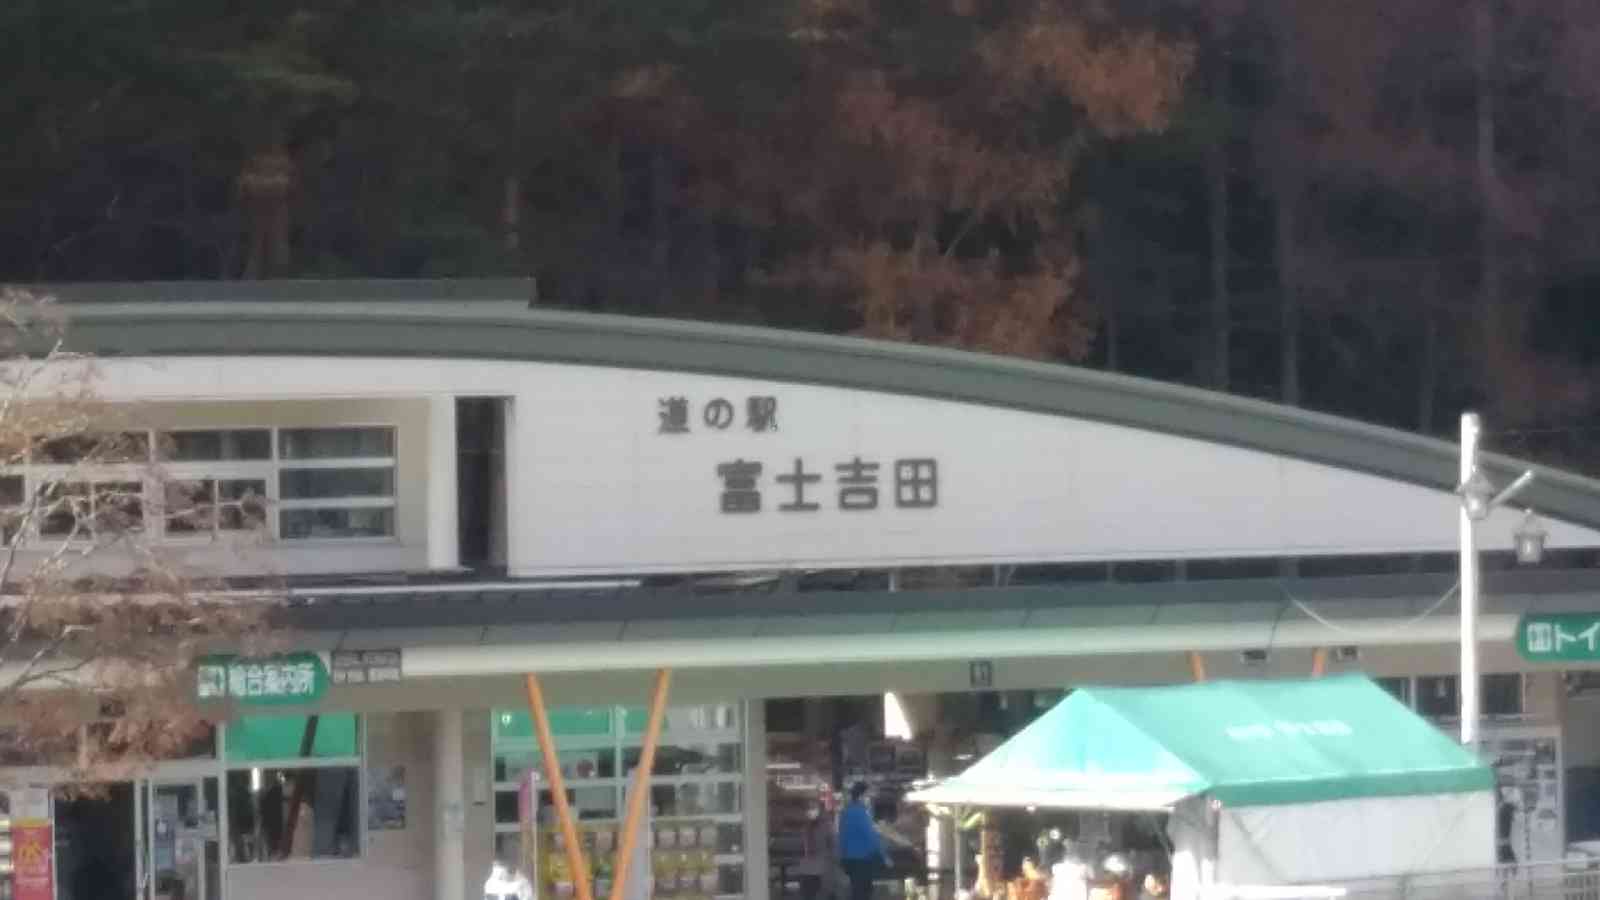 道の駅
富士吉田
総合案内所
トイ